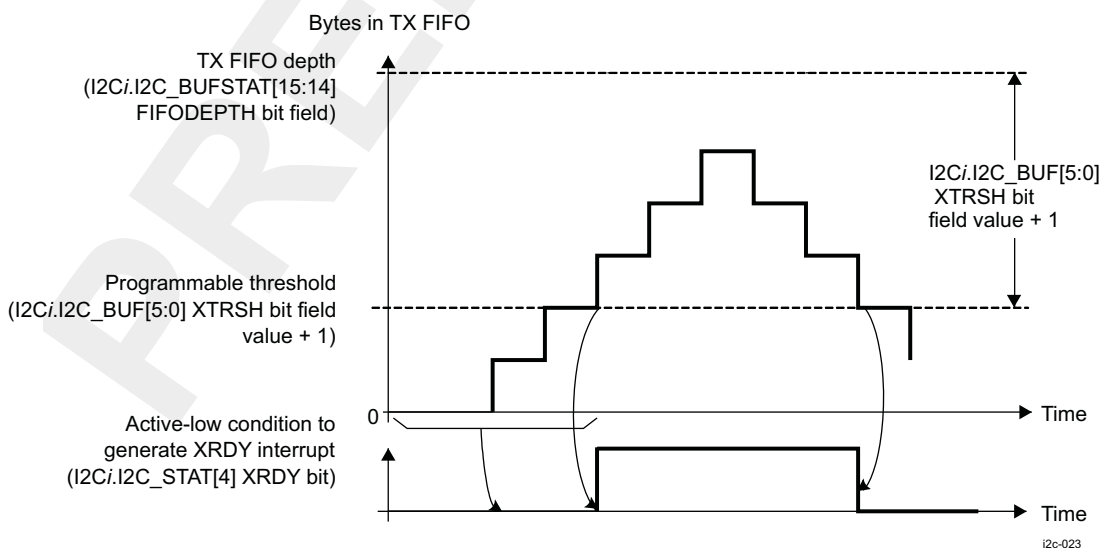 Bytes in TX FIFO
TX FIFO depth
(I2Ci.I2C_BUFSTAT[15:14]
FIFODEPTH bit field)
I2Ci.I2C_BUF[5:0]
XTRSH bit
field value + 1
Programmable threshold
(I2Ci.I2C_BUF[5:0] XTRSH bit field
value + 1)
0
Time
Active-low condition to
generate XRDY interrupt
(I2Ci.I2C_STAT[4] XRDY bit)
Time
i2c-023
PRE